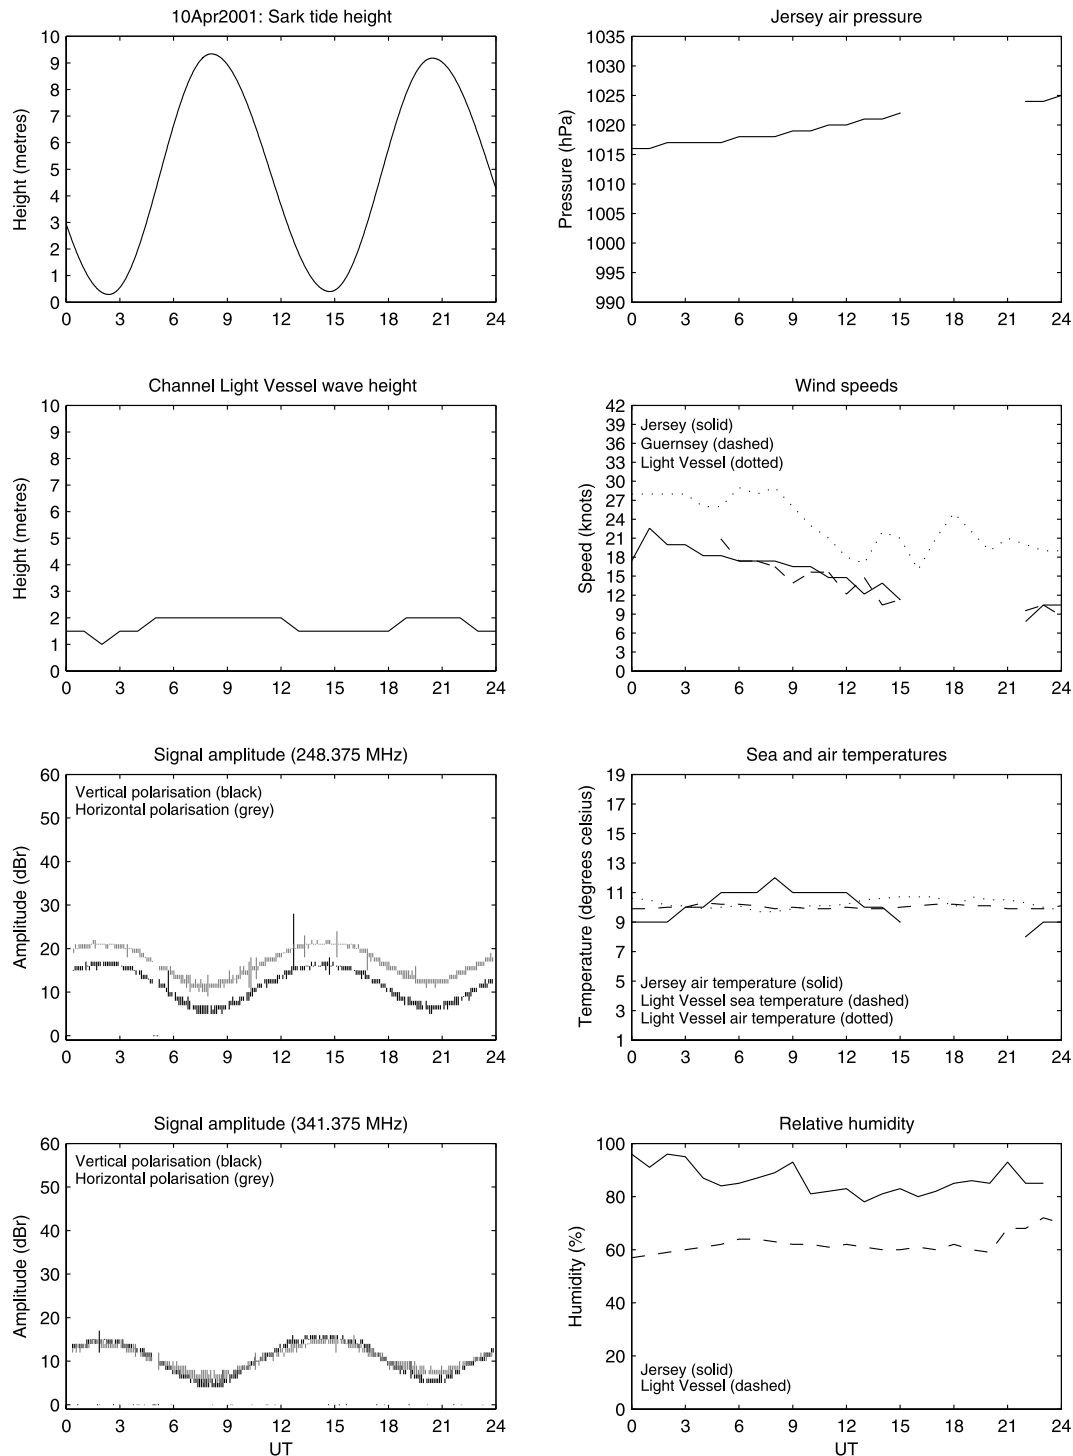 10Apr2001: Sark tide height
Height (metres)
10
9
8
7
6
5
4
3
2
1
0
0 3 6 9 12 15 18 21 24
Jersey air pressure
Pressure (hPa)
1035
1030
1025
1020
1015
1010
1005
1000
995
990
0 3 6 9 12 15 18 21 24
Channel Light Vessel wave height
Height (metres)
10
9
8
7
6
5
4
3
2
1
0
0 3 6 9 12 15 18 21 24
Wind speeds
Speed (knots)
42
39
36
33
30
27
24
21
18
15
12
9
6
3
0
Jersey (solid)
Guernsey (dashed)
Light Vessel (dotted)
0 3 6 9 12 15 18 21 24
Signal amplitude (248.375 MHz)
Amplitude (dBr)
60
50
40
30
20
10
0
Vertical polarisation (black)
Horizontal polarisation (grey)
0 3 6 9 12 15 18 21 24
Sea and air temperatures
Temperature (degrees celsius)
19
17
15
13
11
9
7
5
3
1
Jersey air temperature (solid)
Light Vessel sea temperature (dashed)
Light Vessel air temperature (dotted)
0 3 6 9 12 15 18 21 24
Signal amplitude (341.375 MHz)
Amplitude (dBr)
60
50
40
30
20
10
0
Vertical polarisation (black)
Horizontal polarisation (grey)
0 3 6 9 12 15 18 21 24
UT
Relative humidity
Humidity (%)
100
80
60
40
20
0
Jersey (solid)
Light Vessel (dashed)
0 3 6 9 12 15 18 21 24
UT